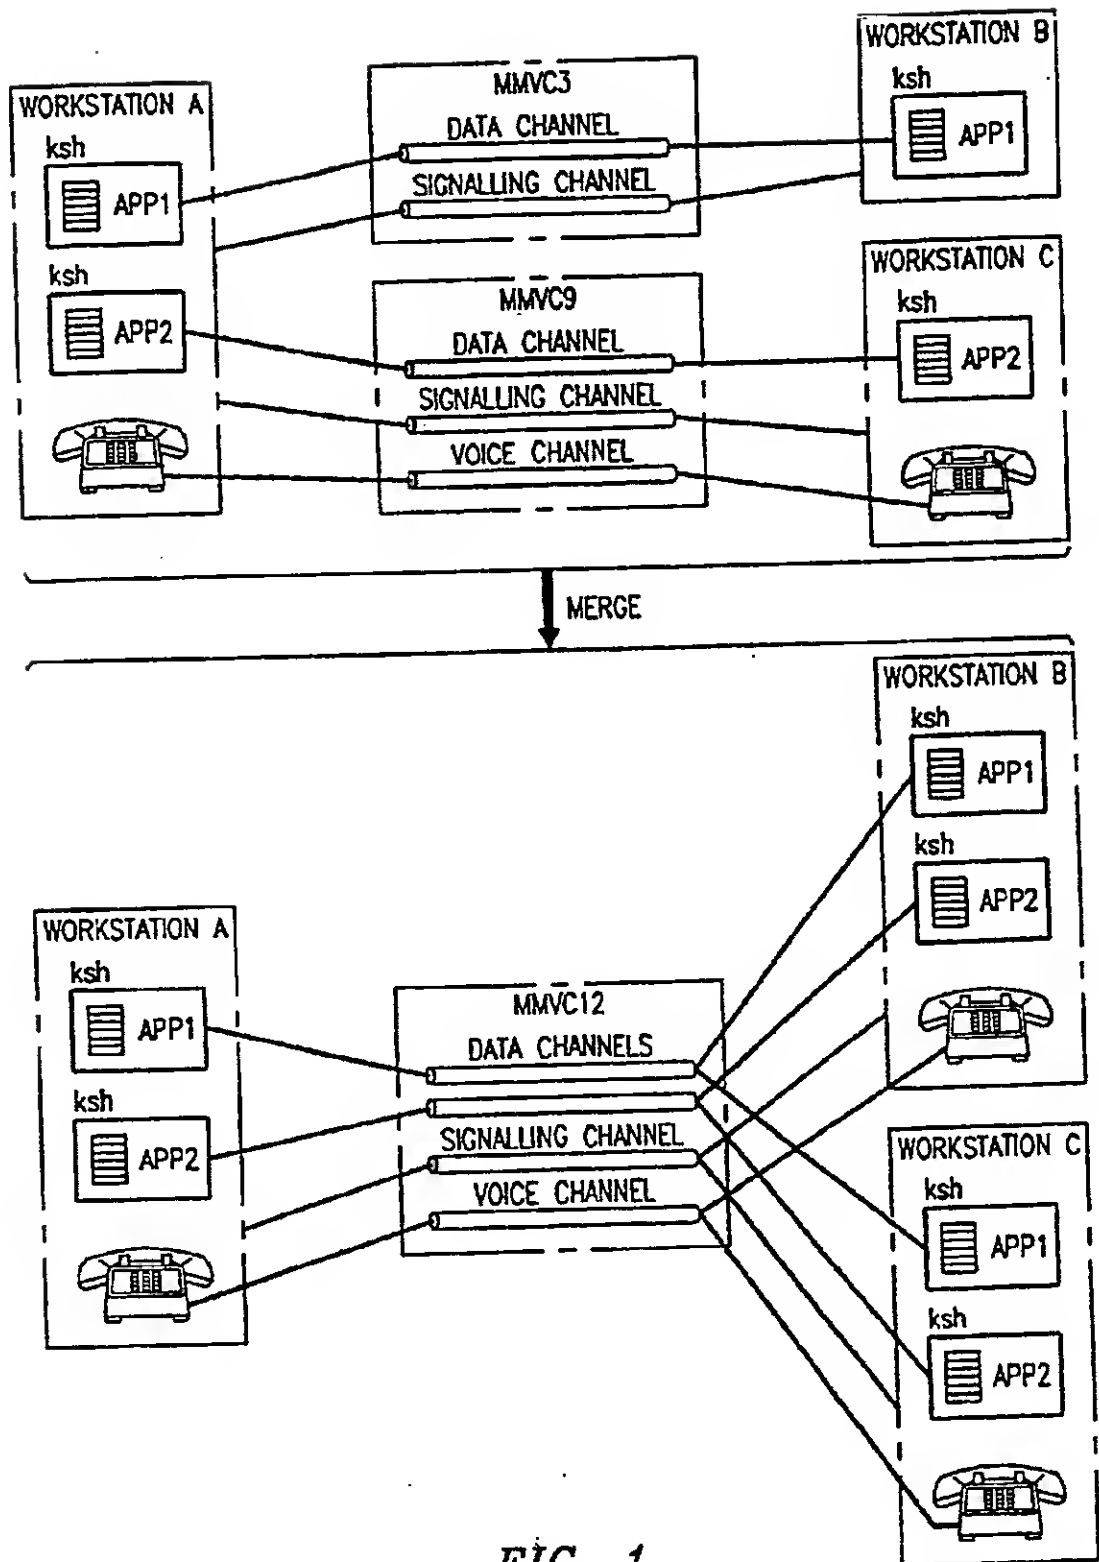 WORKSTATION A
ksh
APP1
ksh
APP2
MMVC3
DATA CHANNEL
SIGNALLING CHANNEL
MMVC9
DATA CHANNEL
SIGNALLING CHANNEL
VOICE CHANNEL
WORKSTATION B
ksh
APP1
WORKSTATION C
ksh
APP2
MERGE
WORKSTATION A
ksh
APP1
ksh
APP2
MMVC12
DATA CHANNELS
SIGNALLING CHANNEL
VOICE CHANNEL
WORKSTATION B
ksh
APP1
ksh
APP2
WORKSTATION C
ksh
APP1
ksh
APP2
FIG. 1